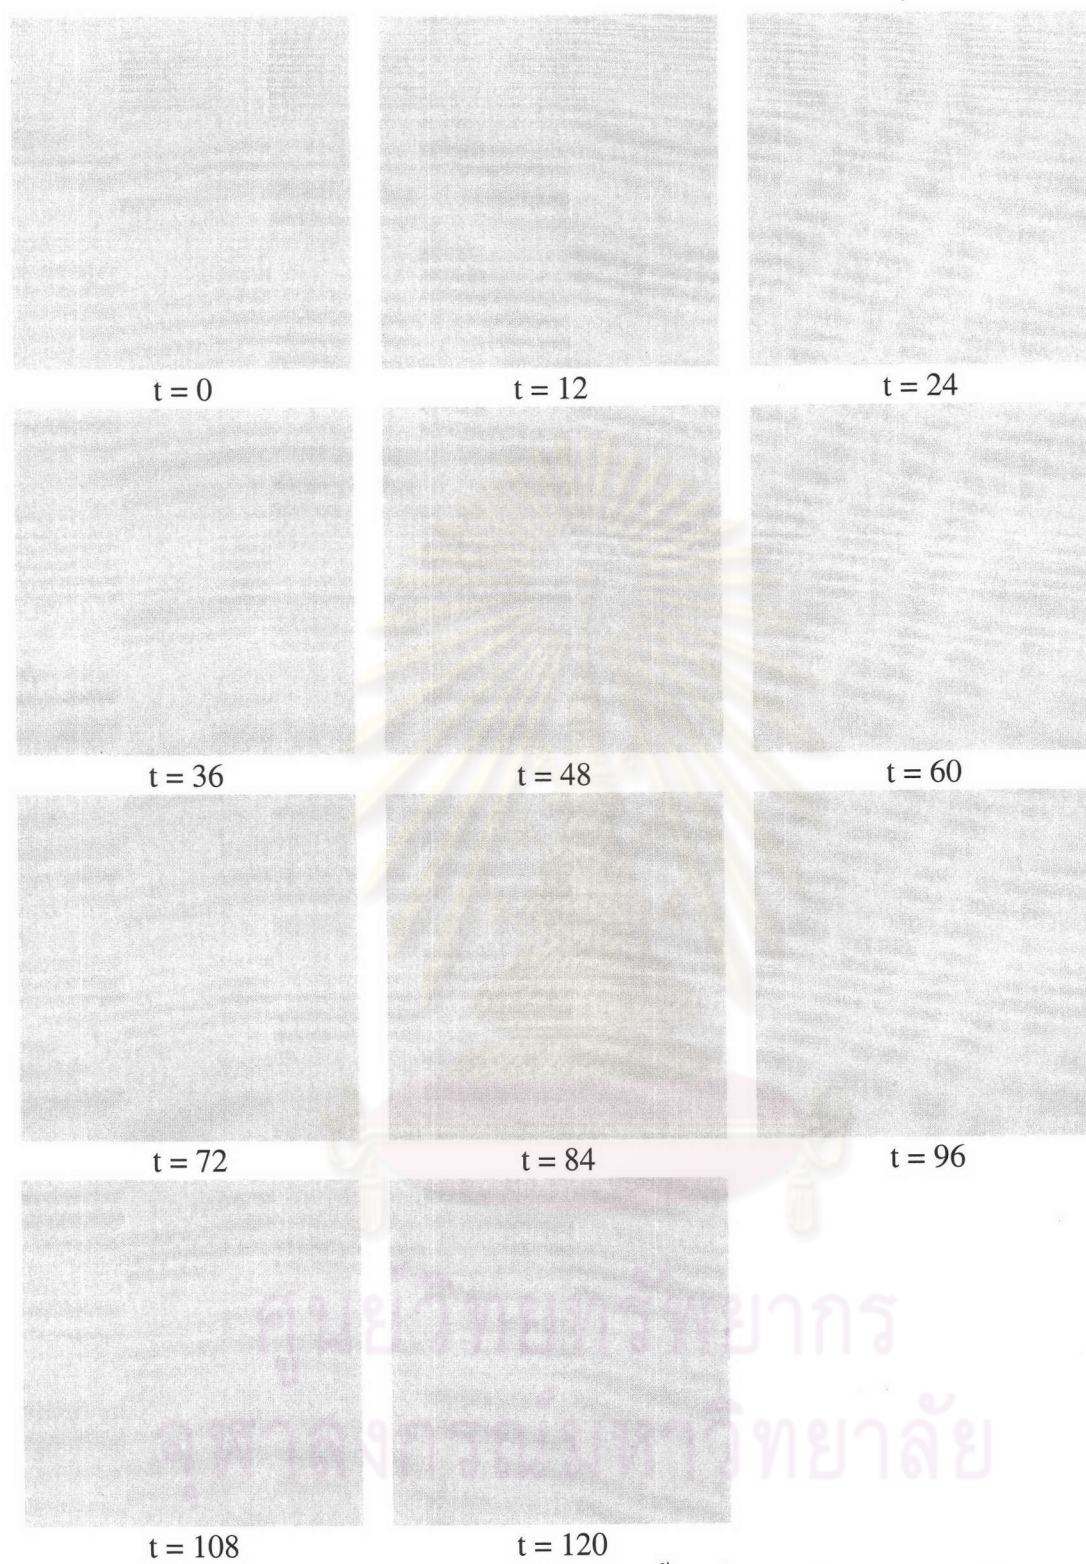 t = 0 t = 12 t = 24
t = 36 t = 48 t = 60
t = 72 t = 84 t = 96
ศูนย์วิทยทรัพยากร
จุฬาลงกรณ์มหาวิทยาลัย
t = 108 t = 120